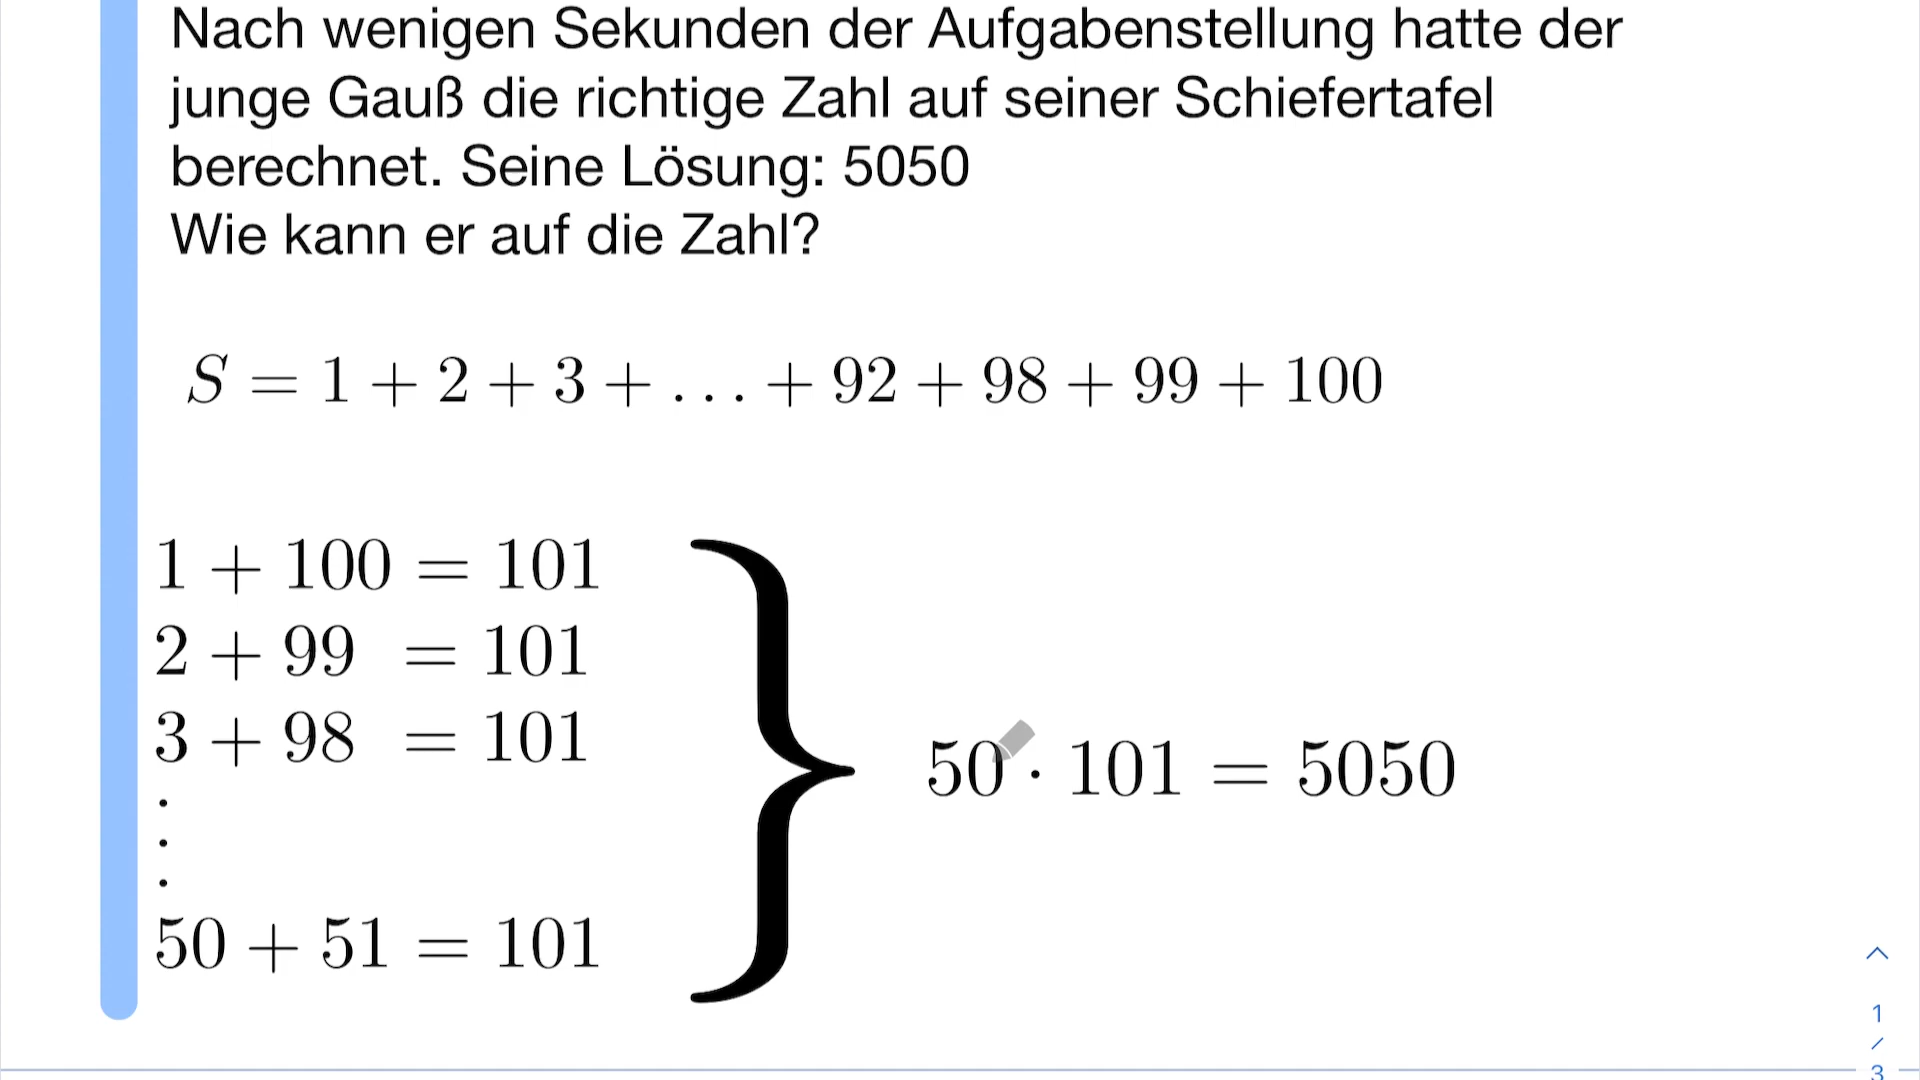 Nach wenigen Sekunden der Aufgabenstellung hatte der
junge Gauß die richtige Zahl auf seiner Schiefertafel
berechnet. Seine Lösung: 5050
Wie kann er auf die Zahl?
S = 1 + 2 + 3 + . . . + 92 + 98 + 99 + 100
1 + 100 = 101
2 + 99 = 101
3 + 98 = 101
.
.
.
50 + 51 = 101
50 · 101 = 5050
1
/
3